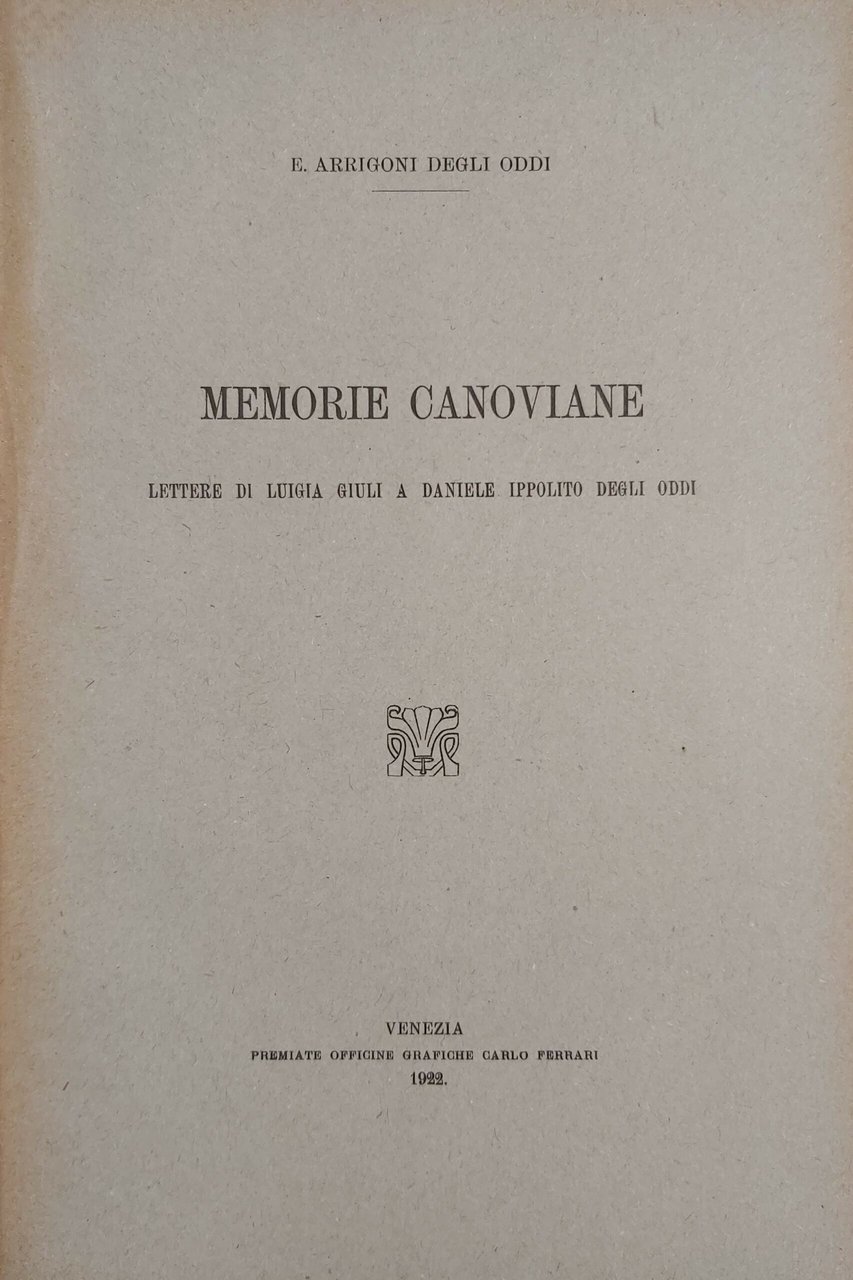 E. ARRIGONI DEGLI ODDI
MEMORIE CANOVIANE
LETTERE DI LUIGIA GIULI A DANIELE IPPOLITO DEGLI ODDI
VENEZIA
PREMIATE OFFICINE GRAFICHE CARLO FERRARI
1922.